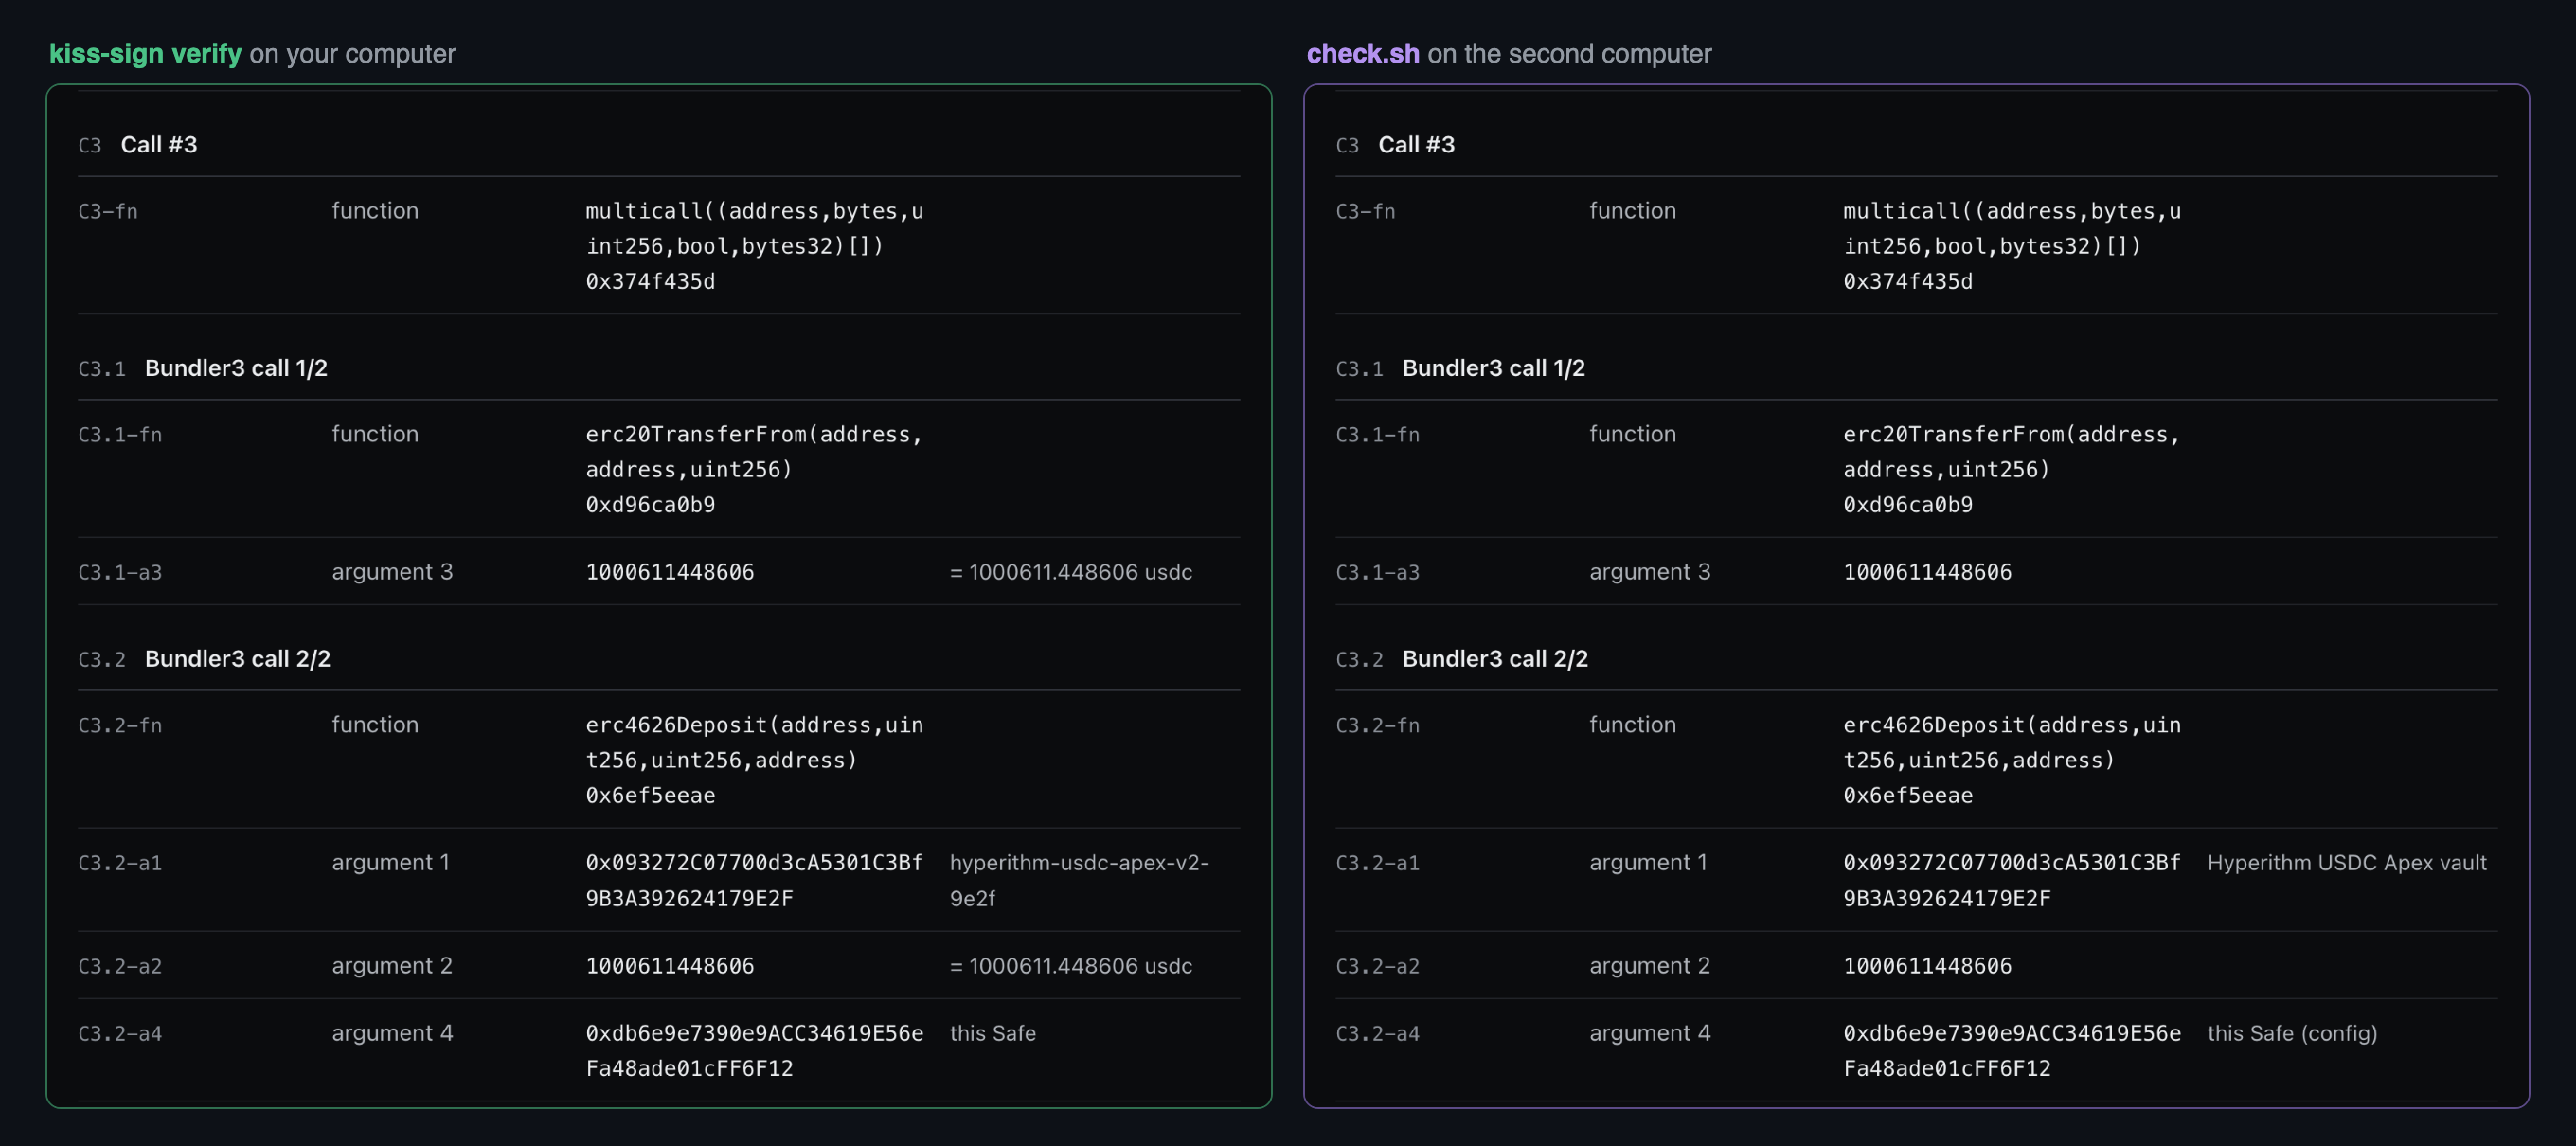 kiss-sign verify on your computer
C3 Call #3
C3-fn function multicall((address,bytes,u
int256,bool,bytes32)[])
0x374f435d
C3.1 Bundler3 call 1/2
C3.1-fn function erc20TransferFrom(address,
address,uint256)
0xd96ca0b9
C3.1-a3 argument 3 1000611448606 = 1000611.448606 usdc
C3.2 Bundler3 call 2/2
C3.2-fn function erc4626Deposit(address,uin
t256,uint256,address)
0x6ef5eeae
C3.2-a1 argument 1 0x093272C07700d3cA5301C3Bf hyperithm-usdc-apex-v2-
9B3A392624179E2F 9e2f
C3.2-a2 argument 2 1000611448606 = 1000611.448606 usdc
C3.2-a4 argument 4 0xdb6e9e7390e9ACC34619E56e this Safe
Fa48ade01cFF6F12
check.sh on the second computer
C3 Call #3
C3-fn function multicall((address,bytes,u
int256,bool,bytes32)[])
0x374f435d
C3.1 Bundler3 call 1/2
C3.1-fn function erc20TransferFrom(address,
address,uint256)
0xd96ca0b9
C3.1-a3 argument 3 1000611448606
C3.2 Bundler3 call 2/2
C3.2-fn function erc4626Deposit(address,uin
t256,uint256,address)
0x6ef5eeae
C3.2-a1 argument 1 0x093272C07700d3cA5301C3Bf Hyperithm USDC Apex vault
9B3A392624179E2F
C3.2-a2 argument 2 1000611448606
C3.2-a4 argument 4 0xdb6e9e7390e9ACC34619E56e this Safe (config)
Fa48ade01cFF6F12